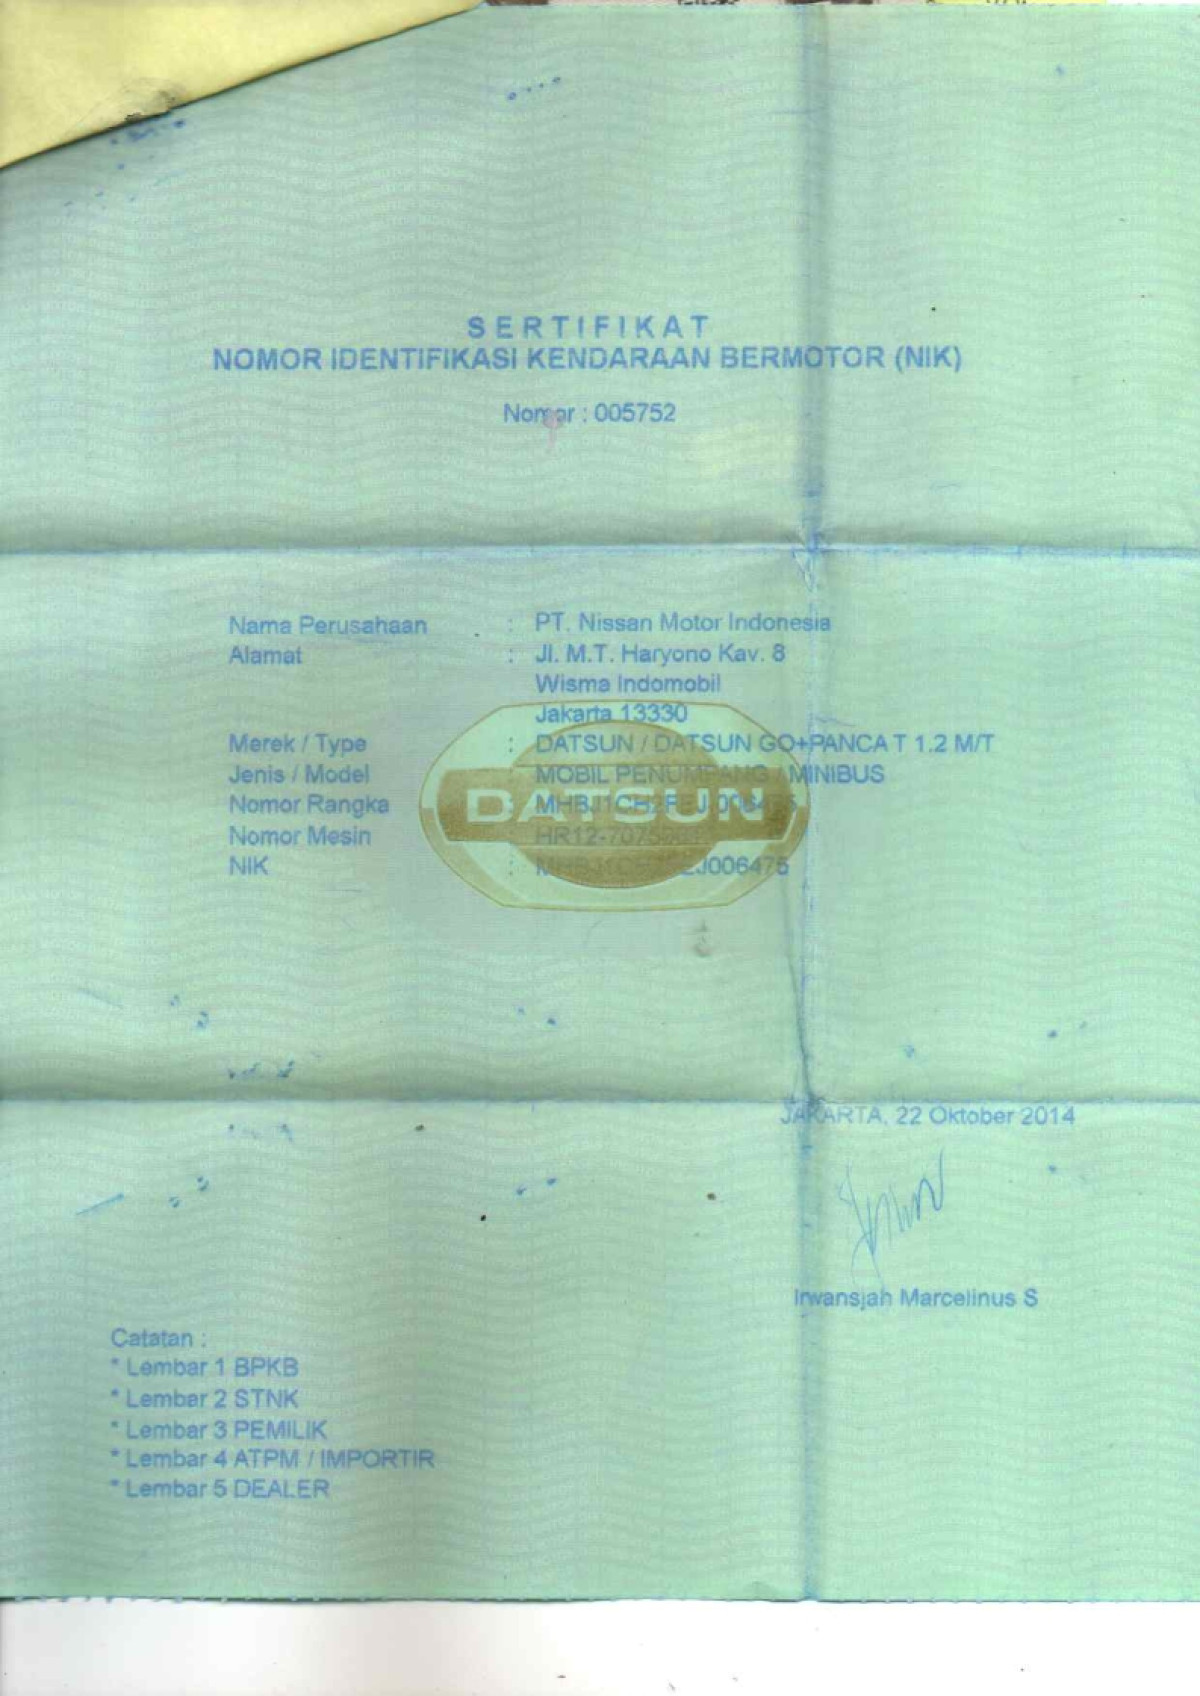 SERTIFIKAT
NOMOR IDENTIFIKASI KENDARAAN BERMOTOR (NIK)
Nomor : 005752
Nama Perusahaan : PT. Nissan Motor Indonesia
Alamat : Jl. M.T. Haryono Kav. 8
Wisma Indomobil
Jakarta 13330
Merek / Type : DATSUN / DATSUN GO+PANCA T 1.2 M/T
Jenis / Model : MOBIL PENUMPANG / MINIBUS
Nomor Rangka :
DATSUN
Nomor Mesin :
NIK :
JAKARTA, 22 Oktober 2014
Irwansjah Marcelinus S
Catatan :
* Lembar 1 BPKB
* Lembar 2 STNK
* Lembar 3 PEMILIK
* Lembar 4 ATPM / IMPORTIR
* Lembar 5 DEALER